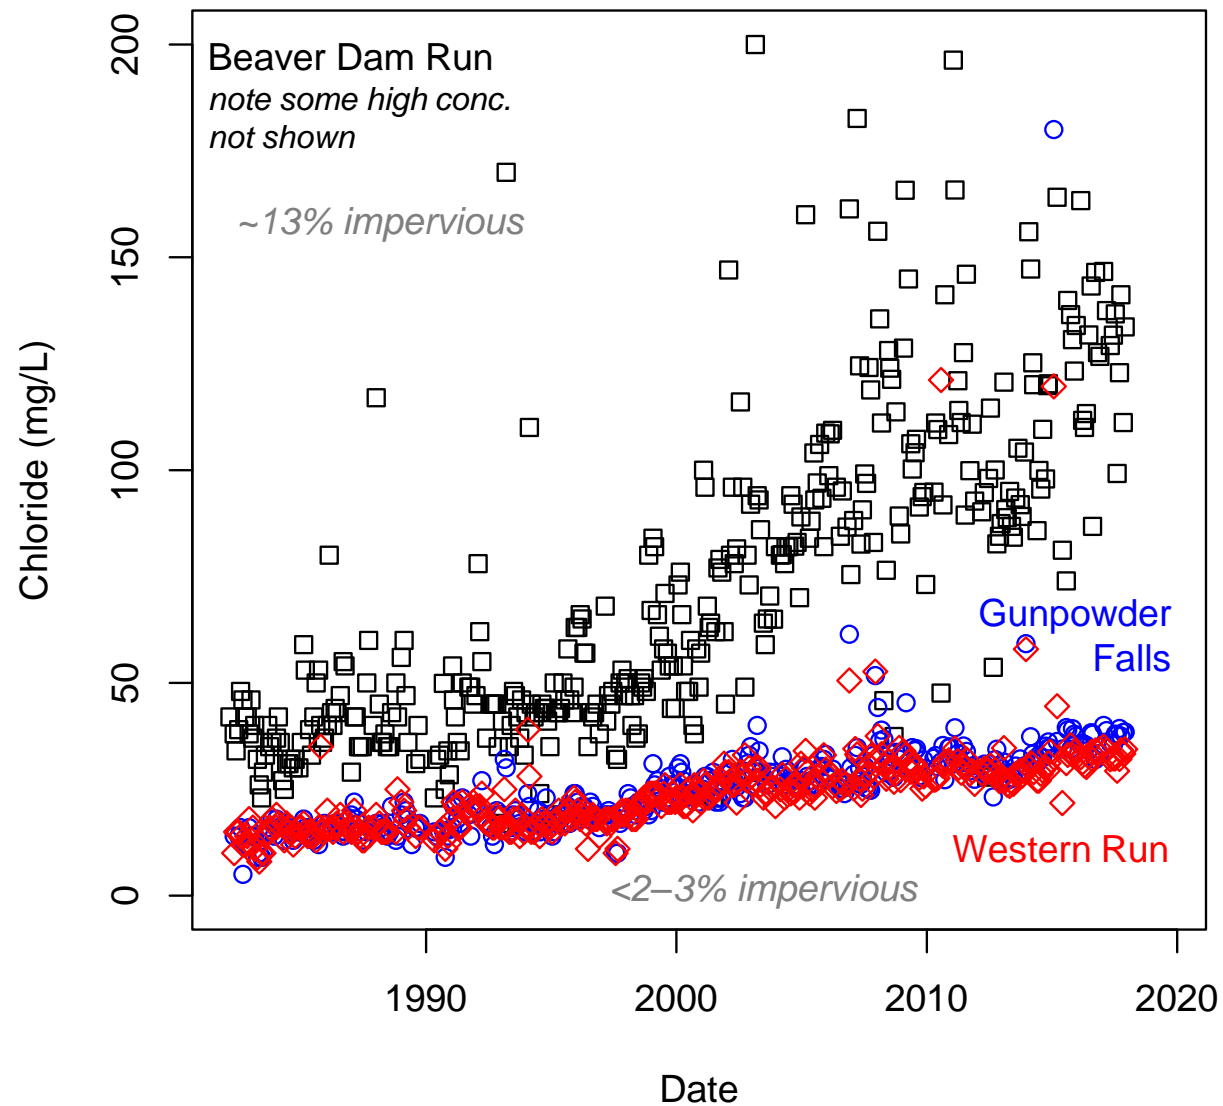 Beaver Dam Run
note some high conc.
not shown
~13% impervious
Gunpowder
Falls
Western Run
<2–3% impervious
200
150
100
50
0
Chloride (mg/L)
1990 2000 2010 2020
Date